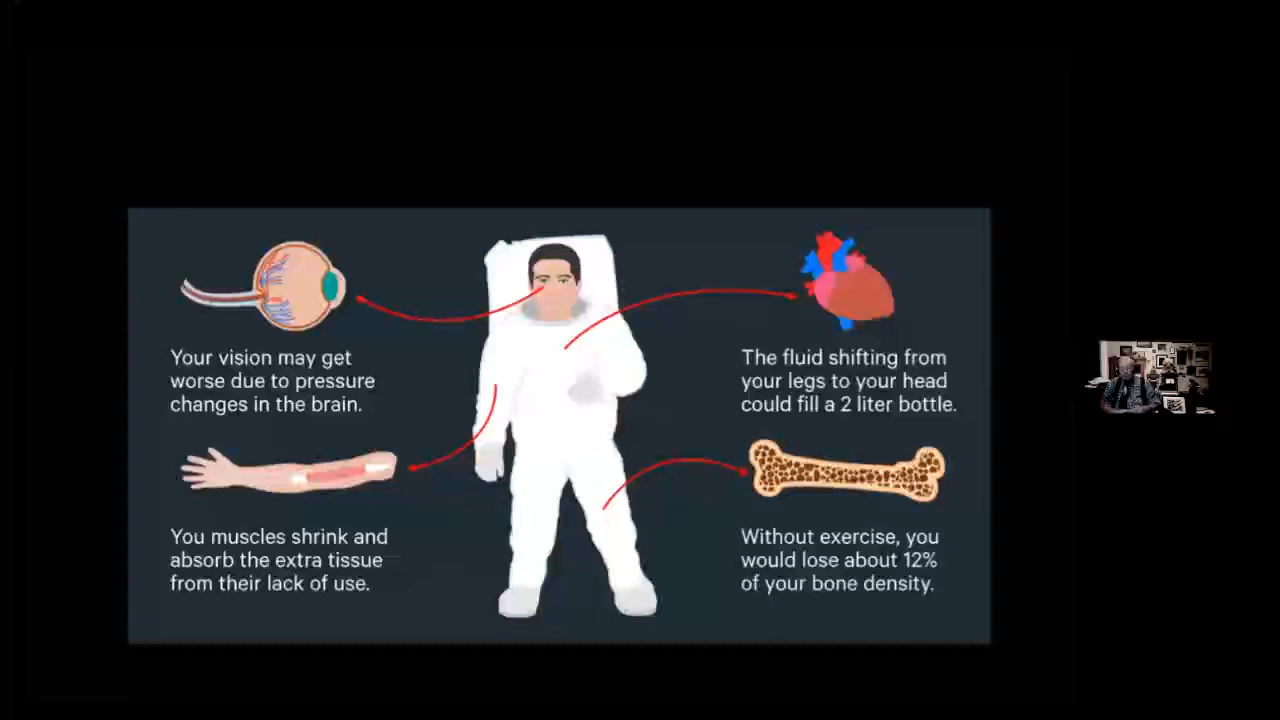 Your vision may get
worse due to pressure
changes in the brain.
The fluid shifting from
your legs to your head
could fill a 2 liter bottle.
You muscles shrink and
absorb the extra tissue
from their lack of use.
Without exercise, you
would lose about 12%
of your bone density.